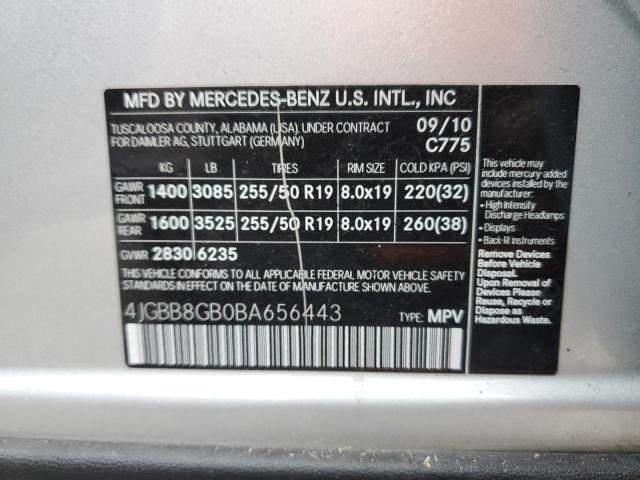 MFD BY MERCEDES-BENZ U.S. INTL., INC
TUSCALOOSA COUNTY, ALABAMA (USA). UNDER CONTRACT 09/10
FOR DAIMLER AG, STUTTGART (GERMANY) C775
KG LB TIRES RIM SIZE COLD KPA (PSI)
GAWR FRONT 1400 3085 255/50 R19 8.0x19 220(32)
GAWR REAR 1600 3525 255/50 R19 8.0x19 260(38)
GVWR 2830 6235
THIS VEHICLE CONFORMS TO ALL APPLICABLE FEDERAL MOTOR VEHICLE SAFETY
STANDARDS IN EFFECT ON THE DATE OF MANUFACTURE SHOWN ABOVE.
4JGBB8GB0BA656443 TYPE: MPV
This vehicle may
include mercury-added
devices installed by
the manufacturer:
• High Intensity
Discharge Headlamps
• Displays
• Back-lit Instruments
Remove Devices
Before Vehicle
Disposal.
Upon Removal of
Devices Please
Reuse, Recycle or
Dispose as
Hazardous Waste.